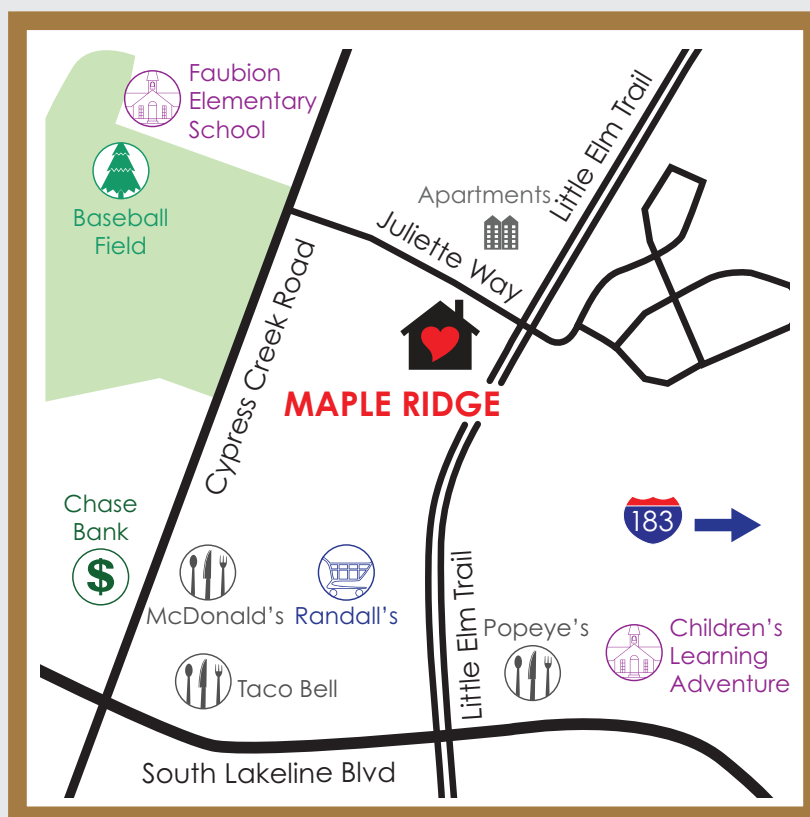 Faubion
Elementary
School
Baseball
Field
Apartments
Little Elm Trail
Juliette Way
Cypress Creek Road
MAPLE RIDGE
Chase
Bank
$
183
McDonald's
Randall's
Taco Bell
Little Elm Trail
Popeye's
Children's
Learning
Adventure
South Lakeline Blvd